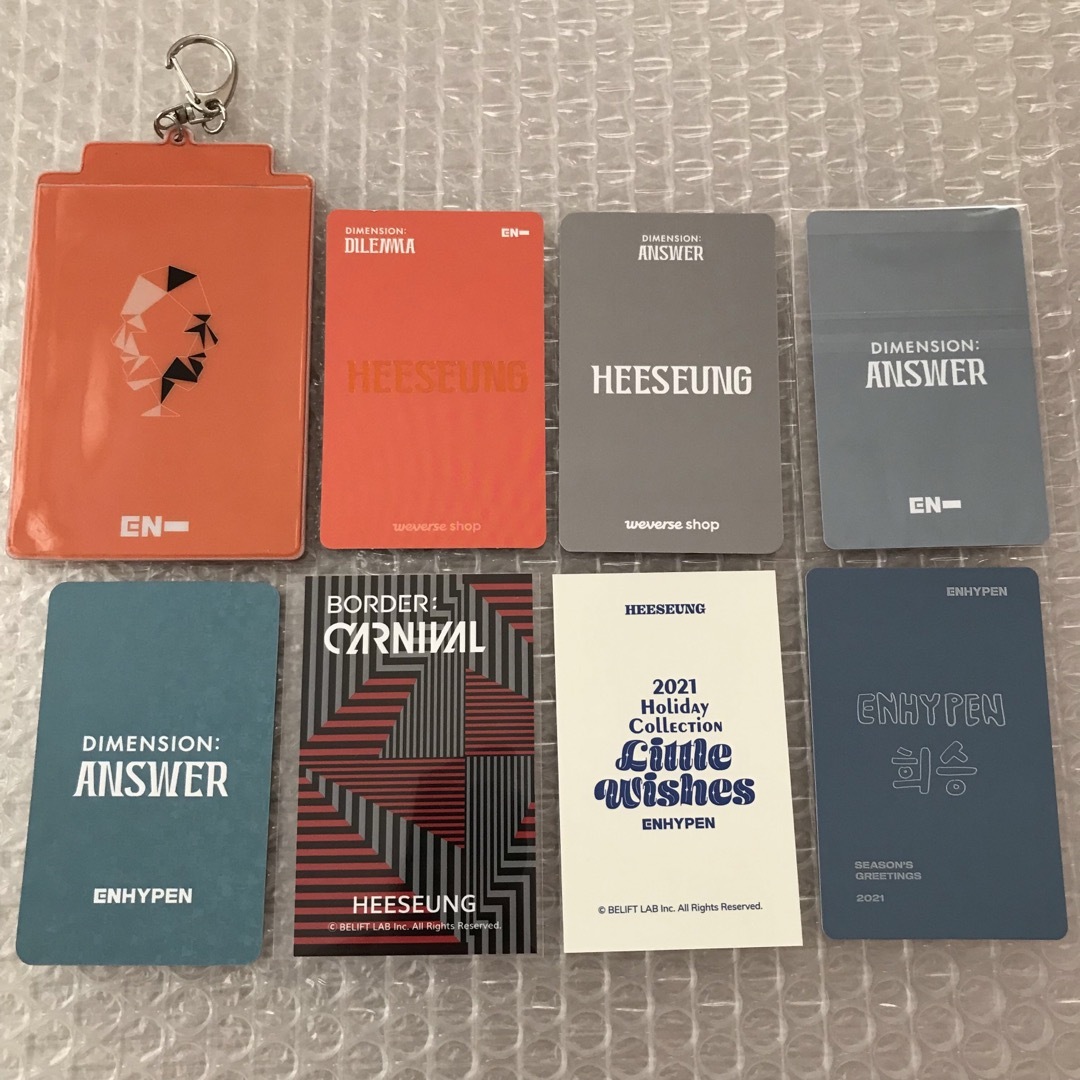 EN-
DIMENSION:
DILEMMA
EN-
HEESEUNG
weverse shop
DIMENSION:
ANSWER
HEESEUNG
weverse shop
DIMENSION:
ANSWER
EN-
DIMENSION:
ANSWER
ENHYPEN
BORDER:
CARNIVAL
HEESEUNG
© BELIFT LAB Inc. All Rights Reserved.
HEESEUNG
2021
Holiday
Collection
Little
Wishes
ENHYPEN
© BELIFT LAB Inc. All Rights Reserved.
ENHYPEN
ENHYPEN
희승
SEASON'S
GREETINGS
2021